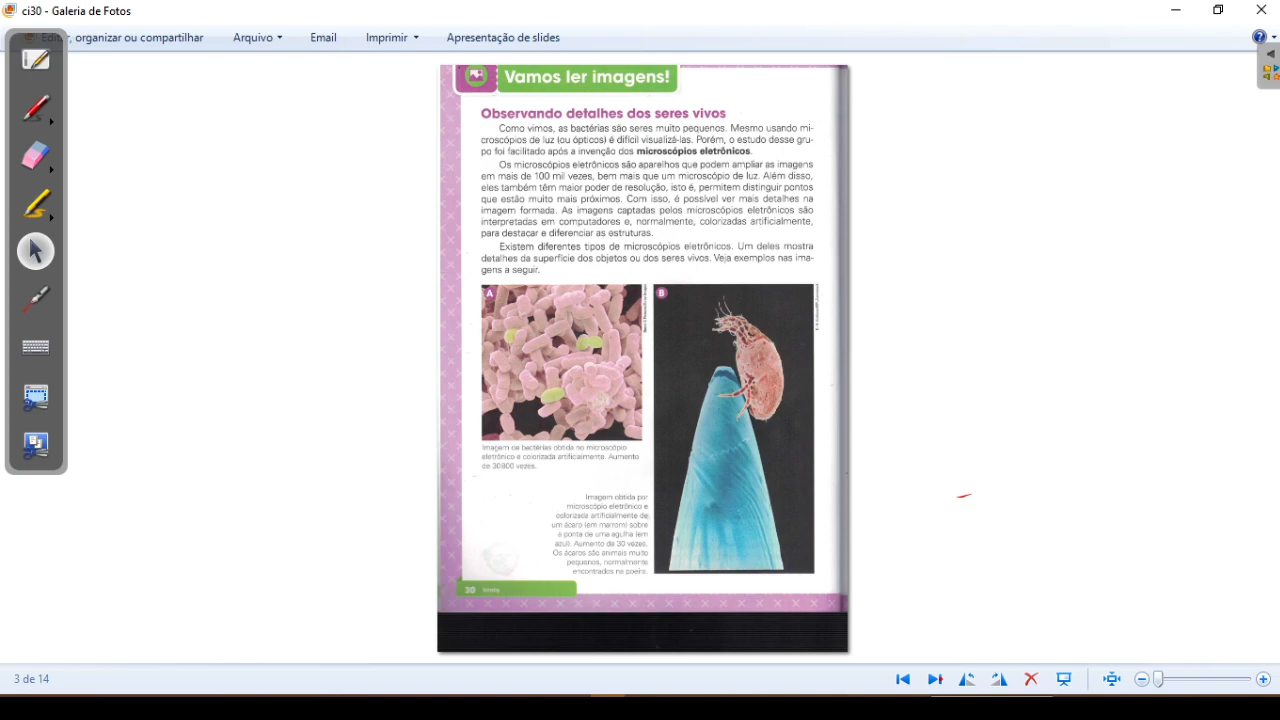 ci30 - Galeria de Fotos
Editar, organizar ou compartilhar Arquivo Email Imprimir Apresentação de slides
Vamos ler imagens!
Observando detalhes dos seres vivos
Como vimos, as bactérias são seres muito pequenos. Mesmo usando mi-
croscópios de luz (ou ópticos) é difícil visualizá-las. Porém, o estudo desse gru-
po foi facilitado após a invenção dos microscópios eletrônicos.
Os microscópios eletrônicos são aparelhos que podem ampliar as imagens
em mais de 100 mil vezes, bem mais que um microscópio de luz. Além disso,
eles também têm maior poder de resolução, isto é, permitem distinguir pontos
que estão muito mais próximos. Com isso, é possível ver mais detalhes na
imagem formada. As imagens captadas pelos microscópios eletrônicos são
interpretadas em computadores e, normalmente, colorizadas artificialmente,
para destacar e diferenciar as estruturas.
Existem diferentes tipos de microscópios eletrônicos. Um deles mostra
detalhes da superfície dos objetos ou dos seres vivos. Veja exemplos nas ima-
gens a seguir.
A
B
Imagem de bactérias obtida no microscópio
eletrônico e colorizada artificialmente. Aumento
de 30800 vezes.
Imagem obtida por
microscópio eletrônico e
colorizada artificialmente de
um ácaro (em marrom) sobre
a ponta de uma agulha (em
azul). Aumento de 30 vezes.
Os ácaros são animais muito
pequenos, normalmente
encontrados na poeira.
30
3 de 14